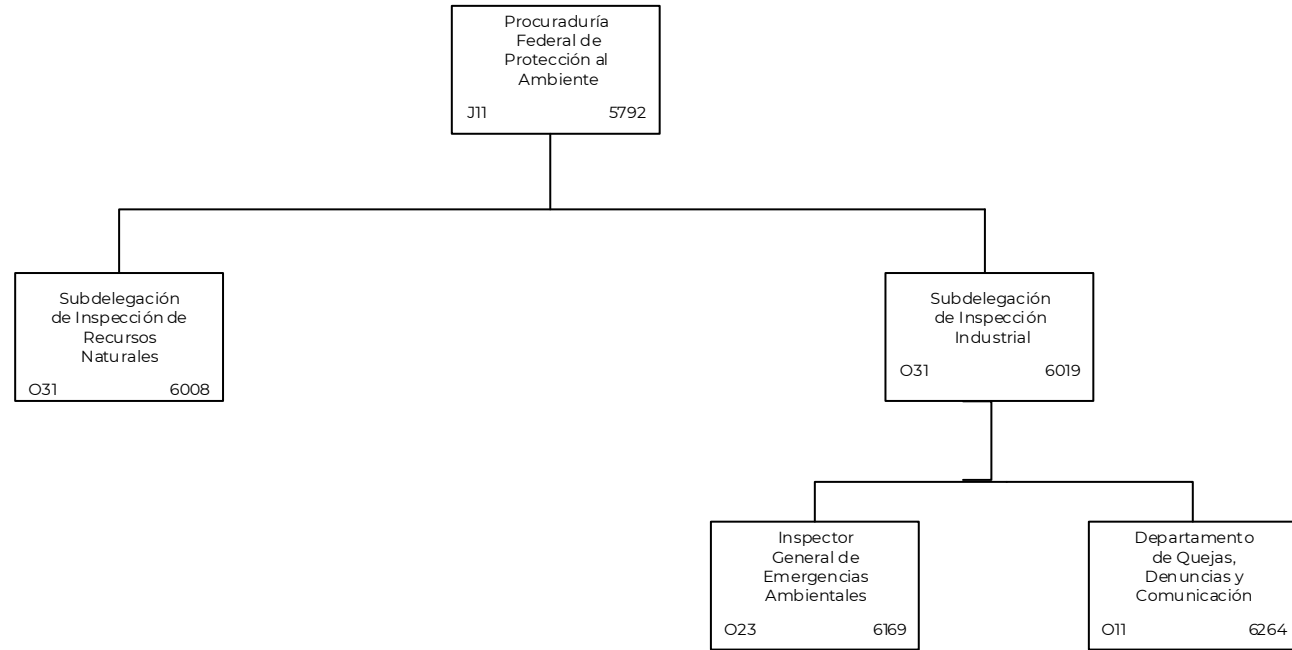 Procuraduría
Federal de
Protección al
Ambiente
J11 5792
Subdelegación
de Inspección de
Recursos
Naturales
O31 6008
Subdelegación
de Inspección
Industrial
O31 6019
Inspector
General de
Emergencias
Ambientales
O23 6169
Departamento
de Quejas,
Denuncias y
Comunicación
O11 6264